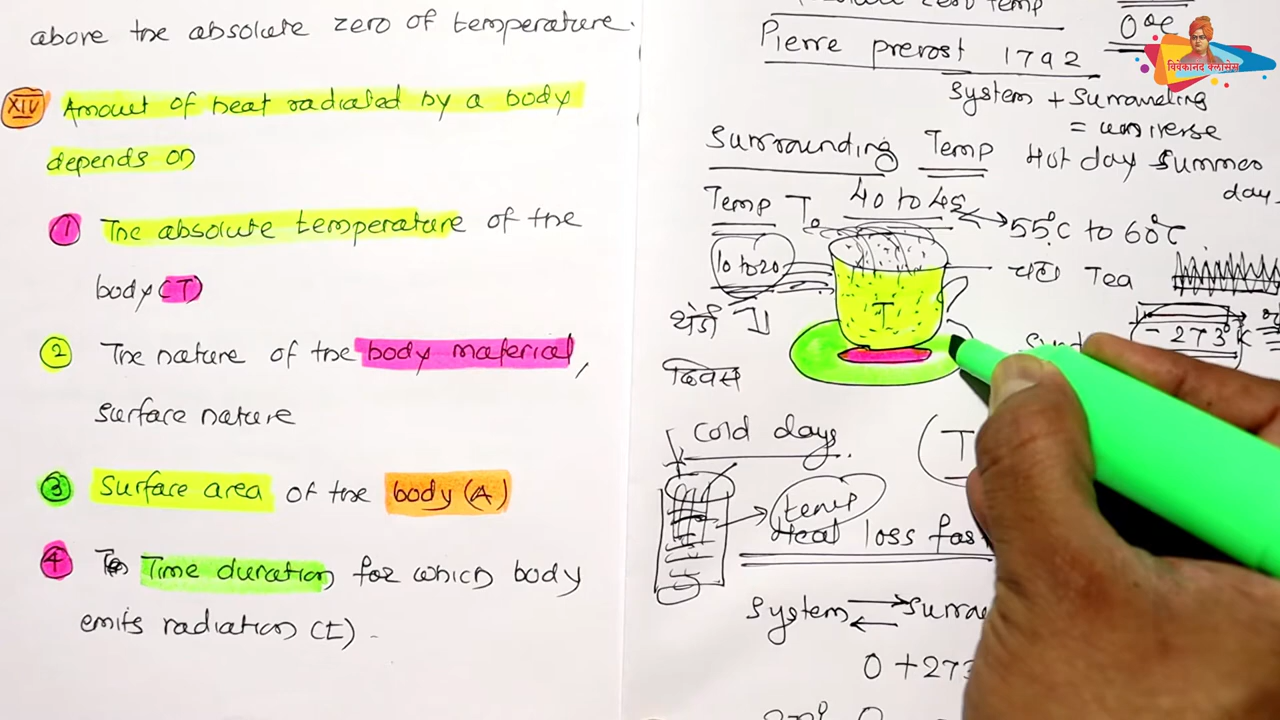 above the absolute zero of temperature.
XIV Amount of heat radiated by a body
depends on
1 The absolute temperature of the
body (T)
2 The nature of the body material,
surface nature
3 Surface area of the body (A)
4 Time duration for which body
emits radiation (t).
zero Temp
0°C
Pierre prevost 1792
विवेकानंद क्लासेस
System + Surrounding
= universe
Surrounding Temp Hot day Summer
day
Temp T₀ 40 to 45
55°C to 60°C
10 to 20
चहा Tea
थंडी
T
- 273 K
दिवस
Cold days.
(T
temp
Heat loss fas
System
0 + 273